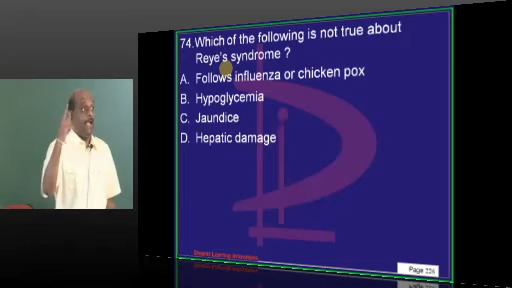 74.Which of the following is not true about
Reye's syndrome ?
A. Follows influenza or chicken pox
B. Hypoglycemia
C. Jaundice
D. Hepatic damage
Page 226